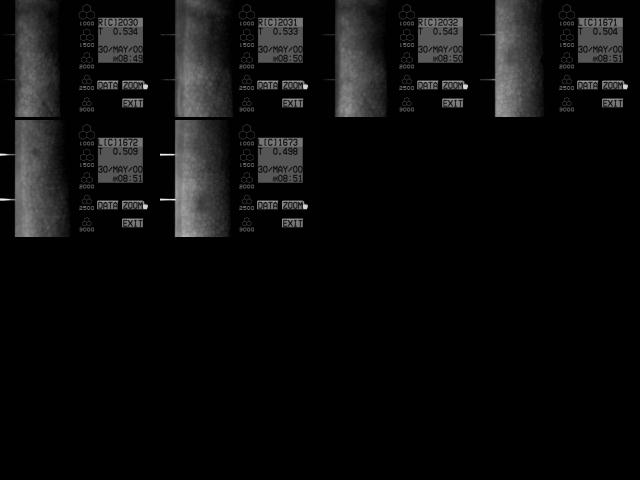 R[C]2030
T 0.534
30/MAY/00
08:49
1000
1500
2000
2500
3000
DATA ZOOM
EXIT
R[C]2031
T 0.533
30/MAY/00
08:50
1000
1500
2000
2500
3000
DATA ZOOM
EXIT
R[C]2032
T 0.543
30/MAY/00
08:50
1000
1500
2000
2500
3000
DATA ZOOM
EXIT
L[C]1671
T 0.504
30/MAY/00
08:51
1000
1500
2000
2500
3000
DATA ZOOM
EXIT
L[C]1672
T 0.509
30/MAY/00
08:51
1000
1500
2000
2500
3000
DATA ZOOM
EXIT
L[C]1673
T 0.498
30/MAY/00
08:51
1000
1500
2000
2500
3000
DATA ZOOM
EXIT